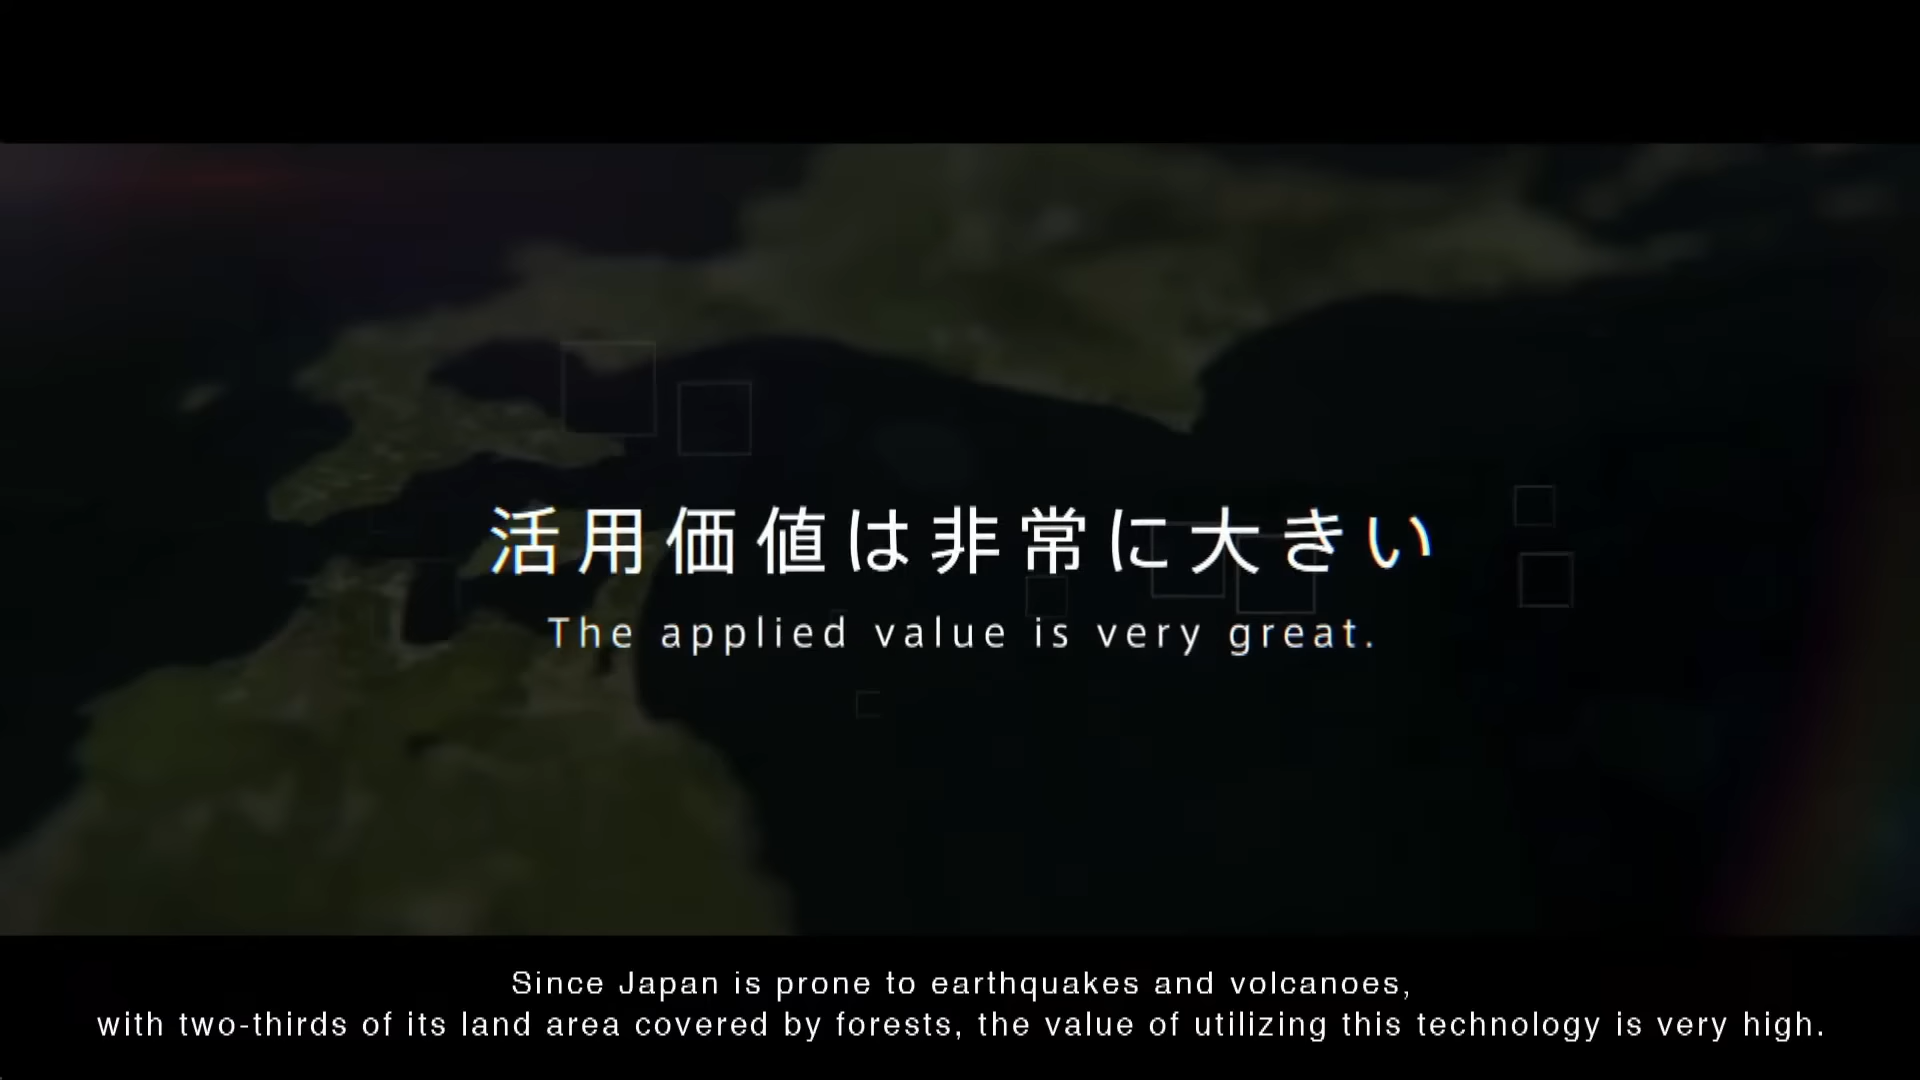 活用価値は非常に大きい
The applied value is very great.
Since Japan is prone to earthquakes and volcanoes,
with two-thirds of its land area covered by forests, the value of utilizing this technology is very high.